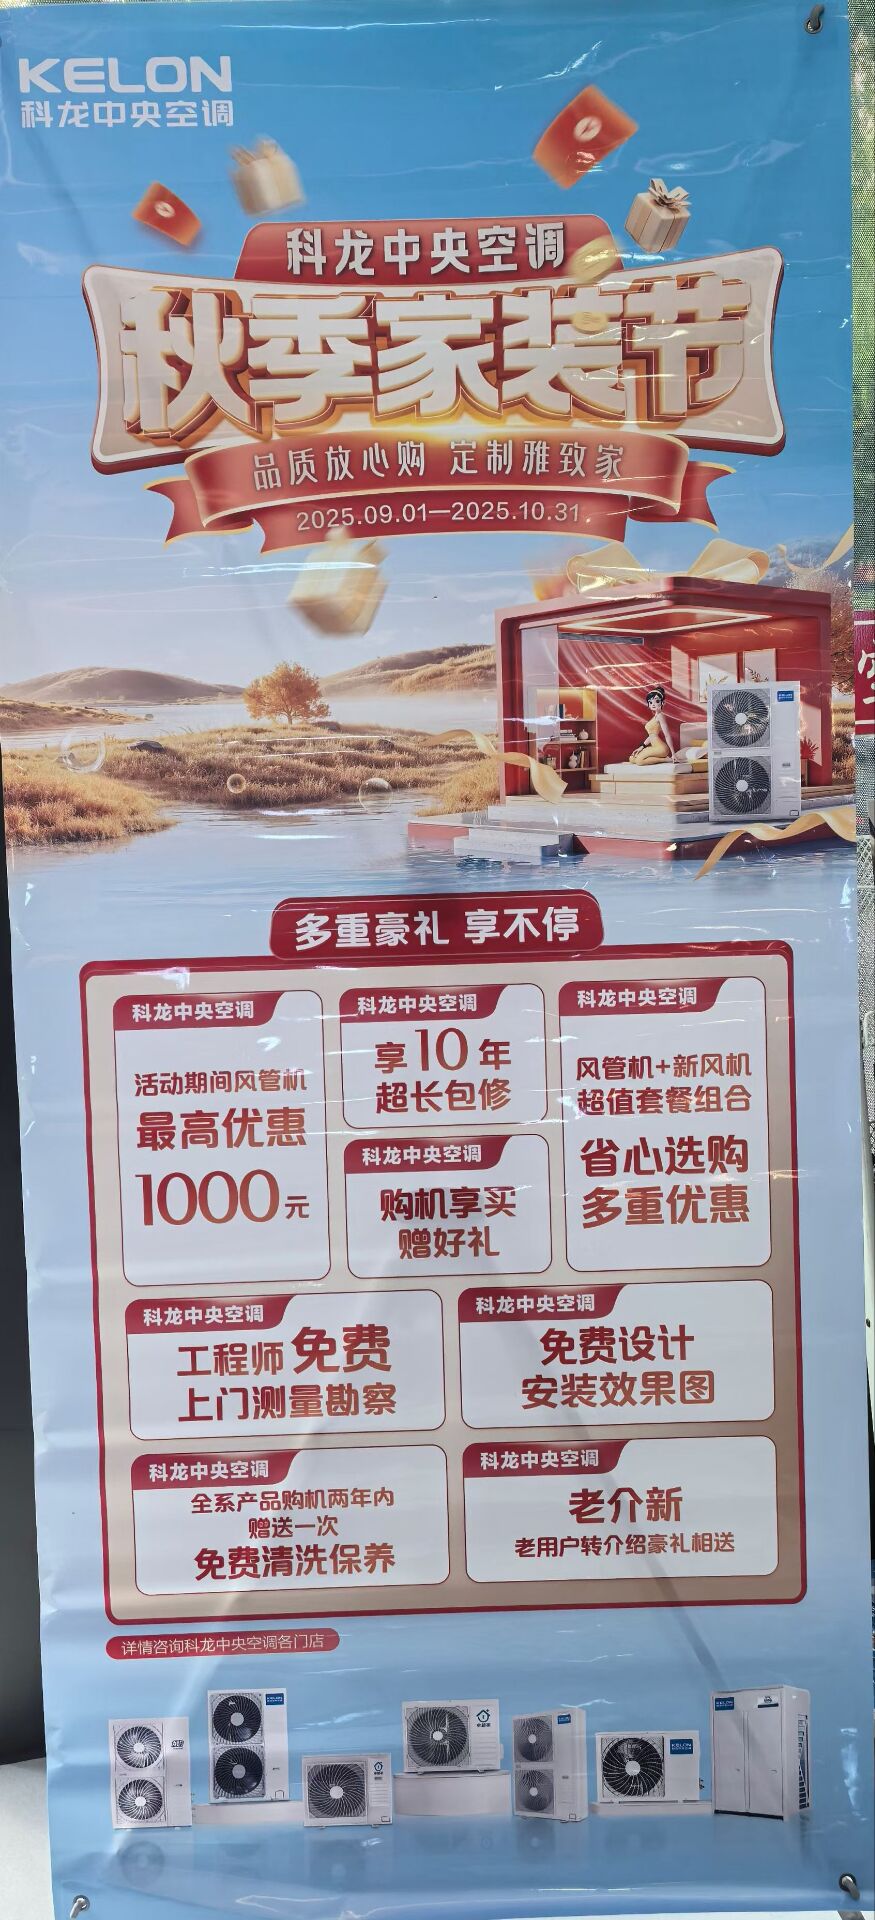 KELON
科龙中央空调
科龙中央空调
秋季家装节
品质放心购 定制雅致家
2025.09.01—2025.10.31
多重豪礼 享不停
科龙中央空调
活动期间风管机
最高优惠
1000元
科龙中央空调
享10年
超长包修
科龙中央空调
购机享买
赠好礼
科龙中央空调
风管机+新风机
超值套餐组合
省心选购
多重优惠
科龙中央空调
工程师免费
上门测量勘察
科龙中央空调
免费设计
安装效果图
科龙中央空调
全系产品购机两年内
赠送一次
免费清洗保养
科龙中央空调
老介新
老用户转介绍豪礼相送
详情咨询科龙中央空调各门店
KELON
KELON
KELON